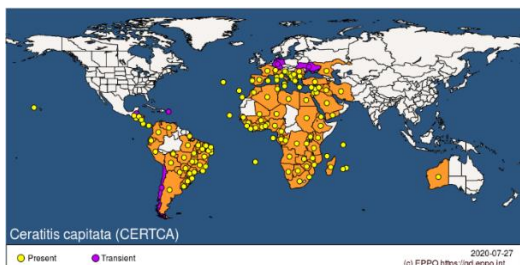 Ceratitis capitata (CERTCA)
Present
Transient
2020-07-27
(c) EPPO https://gd.eppo.int